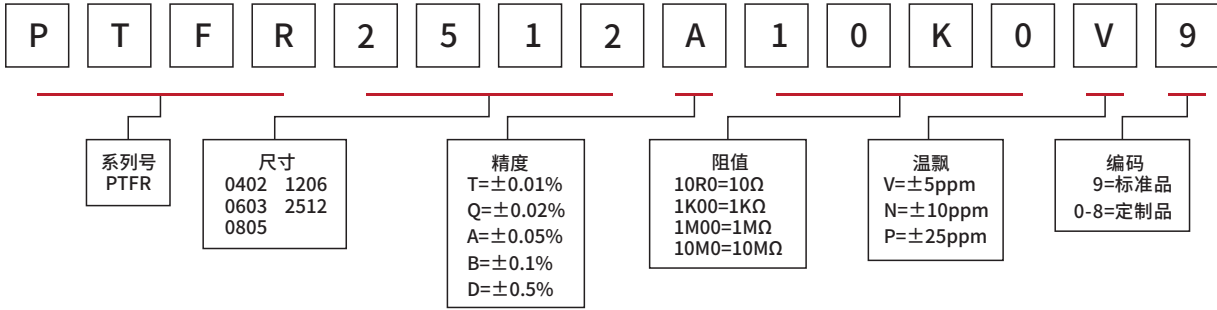 P T F R 2 5 1 2 A 1 0 K 0 V 9
系列号
PTFR
尺寸
0402 1206
0603 2512
0805
精度
T=±0.01%
Q=±0.02%
A=±0.05%
B=±0.1%
D=±0.5%
阻值
10R0=10Ω
1K00=1KΩ
1M00=1MΩ
10M0=10MΩ
温飘
V=±5ppm
N=±10ppm
P=±25ppm
编码
9=标准品
0-8=定制品